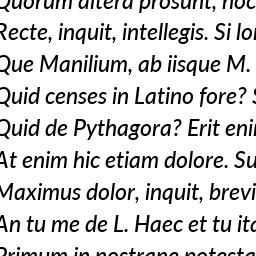 Quorum altera prosunt, noc
Recte, inquit, intellegis. Si lo
Que Manilium, ab iisque M.
Quid censes in Latino fore? S
Quid de Pythagora? Erit eni
At enim hic etiam dolore. Su
Maximus dolor, inquit, brevi
An tu me de L. Haec et tu ita
Primum in nostrane potesta